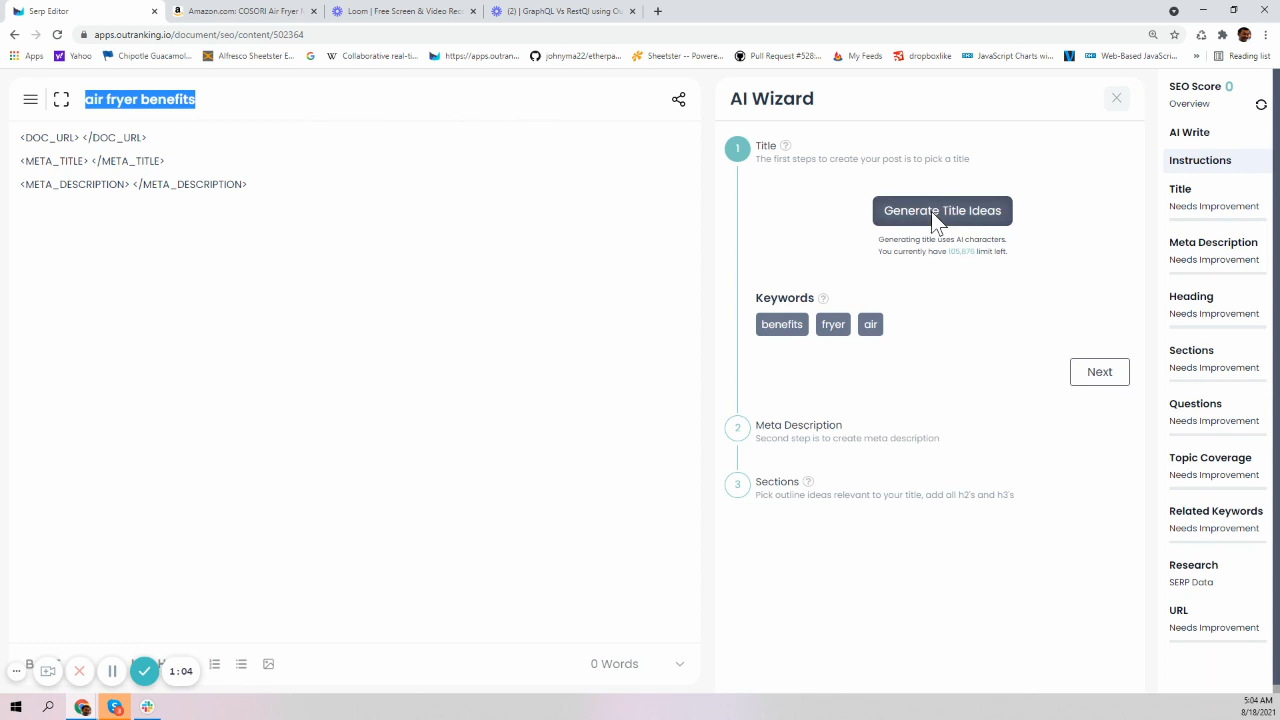 Serp Editor
Amazon.com: COSORI Air Fryer M
Loom | Free Screen & Video Rec
(2) | GraphQL Vs RestQl using O
apps.outranking.io/document/seo/content/502364
Apps
Yahoo
Chipotle Guacamol...
Alfresco Sheetster E...
Collaborative real-ti...
https://apps.outran...
johnyma22/etherpa...
Sheetster -- Powerf...
Pull Request #528:...
My Feeds
dropboxlike
JavaScript Charts wi...
Web-Based JavaScri...
»
Reading list
air fryer benefits
<DOC_URL> </DOC_URL>
<META_TITLE> </META_TITLE>
<META_DESCRIPTION> </META_DESCRIPTION>
0 Words
1:04
AI Wizard
1
Title
The first steps to create your post is to pick a title
Generate Title Ideas
Generating title uses AI characters.
You currently have 105,876 limit left.
Keywords
benefits
fryer
air
Next
2
Meta Description
Second step is to create meta description
3
Sections
Pick outline ideas relevant to your title, add all h2's and h3's
SEO Score 0
Overview
AI Write
Instructions
Title
Needs Improvement
Meta Description
Needs Improvement
Heading
Needs Improvement
Sections
Needs Improvement
Questions
Needs Improvement
Topic Coverage
Needs Improvement
Related Keywords
Needs Improvement
Research
SERP Data
URL
Needs Improvement
5:04 AM
8/18/2021